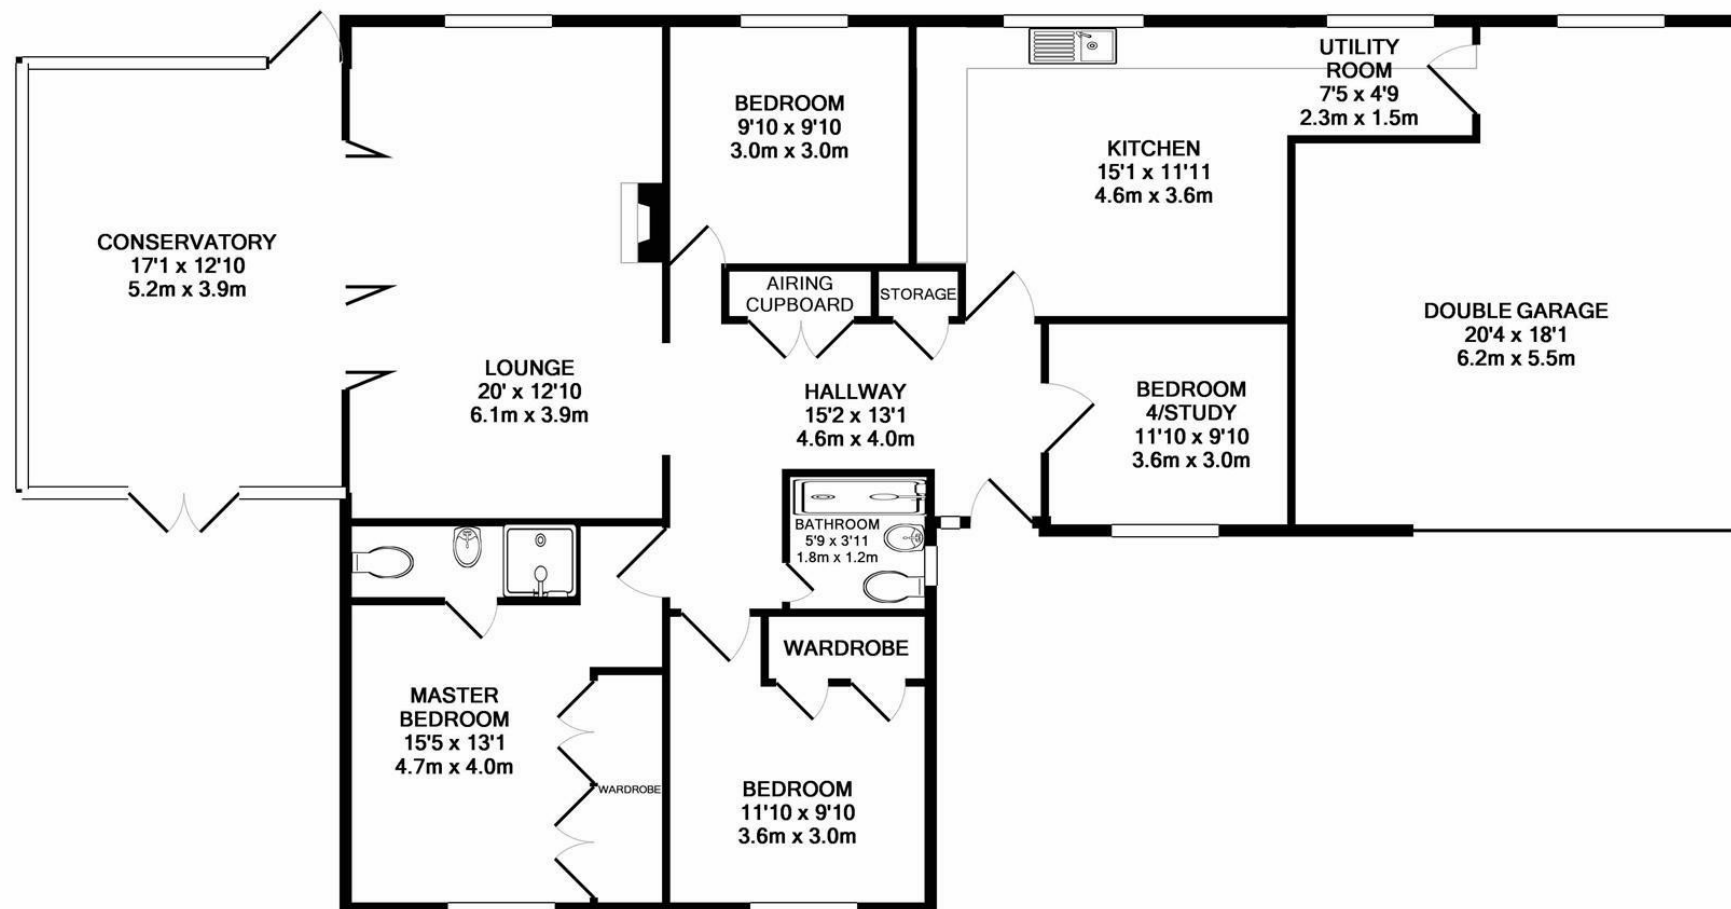 CONSERVATORY
17'1 x 12'10
5.2m x 3.9m
LOUNGE
20' x 12'10
6.1m x 3.9m
BEDROOM
9'10 x 9'10
3.0m x 3.0m
AIRING
CUPBOARD
STORAGE
HALLWAY
15'2 x 13'1
4.6m x 4.0m
KITCHEN
15'1 x 11'11
4.6m x 3.6m
UTILITY
ROOM
7'5 x 4'9
2.3m x 1.5m
DOUBLE GARAGE
20'4 x 18'1
6.2m x 5.5m
BEDROOM
4/STUDY
11'10 x 9'10
3.6m x 3.0m
BATHROOM
5'9 x 3'11
1.8m x 1.2m
WARDROBE
MASTER
BEDROOM
15'5 x 13'1
4.7m x 4.0m
WARDROBE
BEDROOM
11'10 x 9'10
3.6m x 3.0m